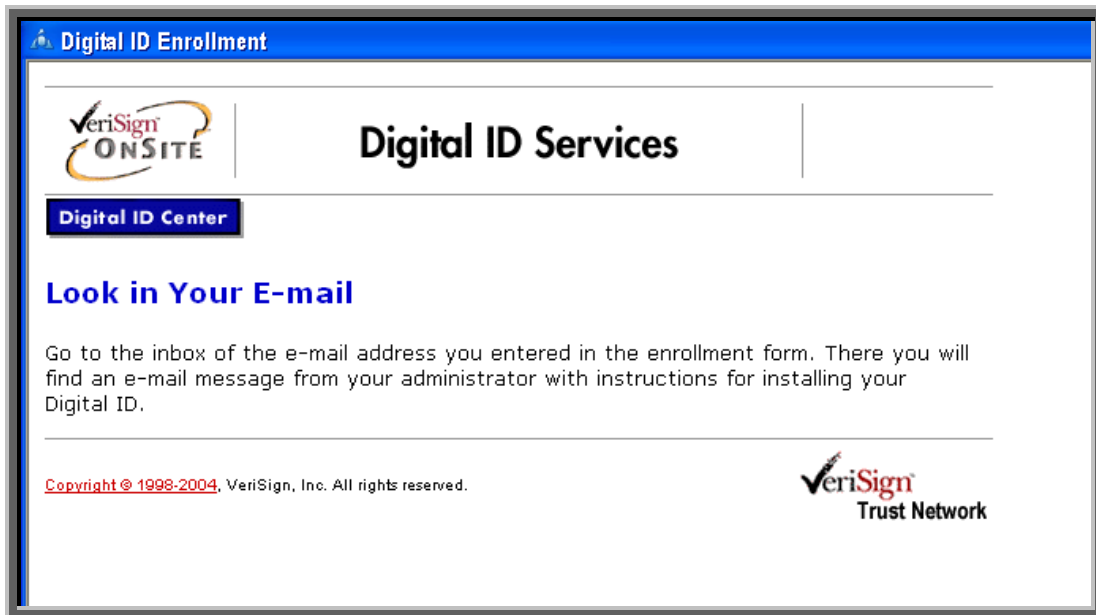 Digital ID Enrollment
VeriSign
ONSITE
Digital ID Services
Digital ID Center
Look in Your E-mail
Go to the inbox of the e-mail address you entered in the enrollment form. There you will
find an e-mail message from your administrator with instructions for installing your
Digital ID.
Copyright © 1998-2004, VeriSign, Inc. All rights reserved.
VeriSign
Trust Network